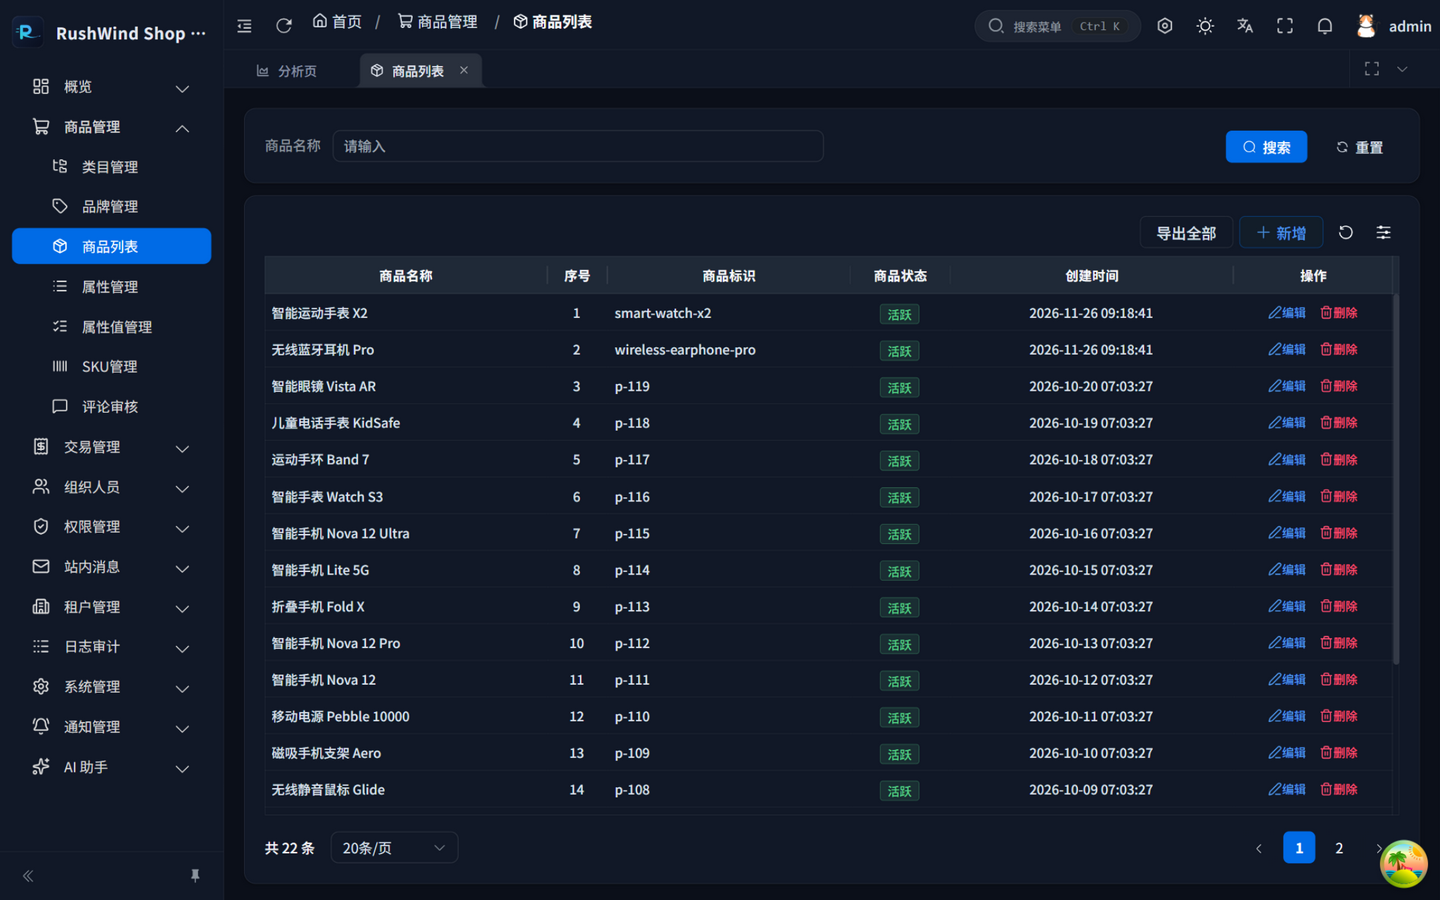 RushWind Shop ···
首页 / 商品管理 / 商品列表
搜索菜单 Ctrl K
admin
分析页
商品列表 ×
概览
商品管理
类目管理
品牌管理
商品列表
属性管理
属性值管理
SKU管理
评论审核
交易管理
组织人员
权限管理
站内消息
租户管理
日志审计
系统管理
通知管理
AI 助手
商品名称 请输入
搜索 重置
导出全部 + 新增
商品名称 序号 商品标识 商品状态 创建时间 操作
智能运动手表 X2 1 smart-watch-x2 活跃 2026-11-26 09:18:41 编辑 删除
无线蓝牙耳机 Pro 2 wireless-earphone-pro 活跃 2026-11-26 09:18:41 编辑 删除
智能眼镜 Vista AR 3 p-119 活跃 2026-10-20 07:03:27 编辑 删除
儿童电话手表 KidSafe 4 p-118 活跃 2026-10-19 07:03:27 编辑 删除
运动手环 Band 7 5 p-117 活跃 2026-10-18 07:03:27 编辑 删除
智能手表 Watch S3 6 p-116 活跃 2026-10-17 07:03:27 编辑 删除
智能手机 Nova 12 Ultra 7 p-115 活跃 2026-10-16 07:03:27 编辑 删除
智能手机 Lite 5G 8 p-114 活跃 2026-10-15 07:03:27 编辑 删除
折叠手机 Fold X 9 p-113 活跃 2026-10-14 07:03:27 编辑 删除
智能手机 Nova 12 Pro 10 p-112 活跃 2026-10-13 07:03:27 编辑 删除
智能手机 Nova 12 11 p-111 活跃 2026-10-12 07:03:27 编辑 删除
移动电源 Pebble 10000 12 p-110 活跃 2026-10-11 07:03:27 编辑 删除
磁吸手机支架 Aero 13 p-109 活跃 2026-10-10 07:03:27 编辑 删除
无线静音鼠标 Glide 14 p-108 活跃 2026-10-09 07:03:27 编辑 删除
共 22 条 20条/页 1 2